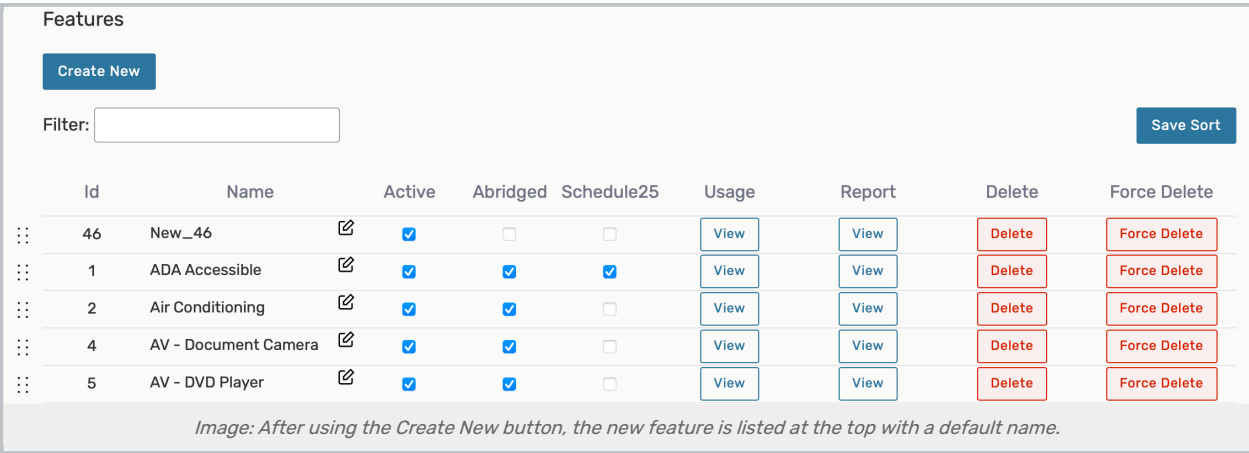 Features
Create New
Filter:
Save Sort
Id Name Active Abridged Schedule25 Usage Report Delete Force Delete
46 New_46 View View Delete Force Delete
1 ADA Accessible View View Delete Force Delete
2 Air Conditioning View View Delete Force Delete
4 AV - Document Camera View View Delete Force Delete
5 AV - DVD Player View View Delete Force Delete
Image: After using the Create New button, the new feature is listed at the top with a default name.